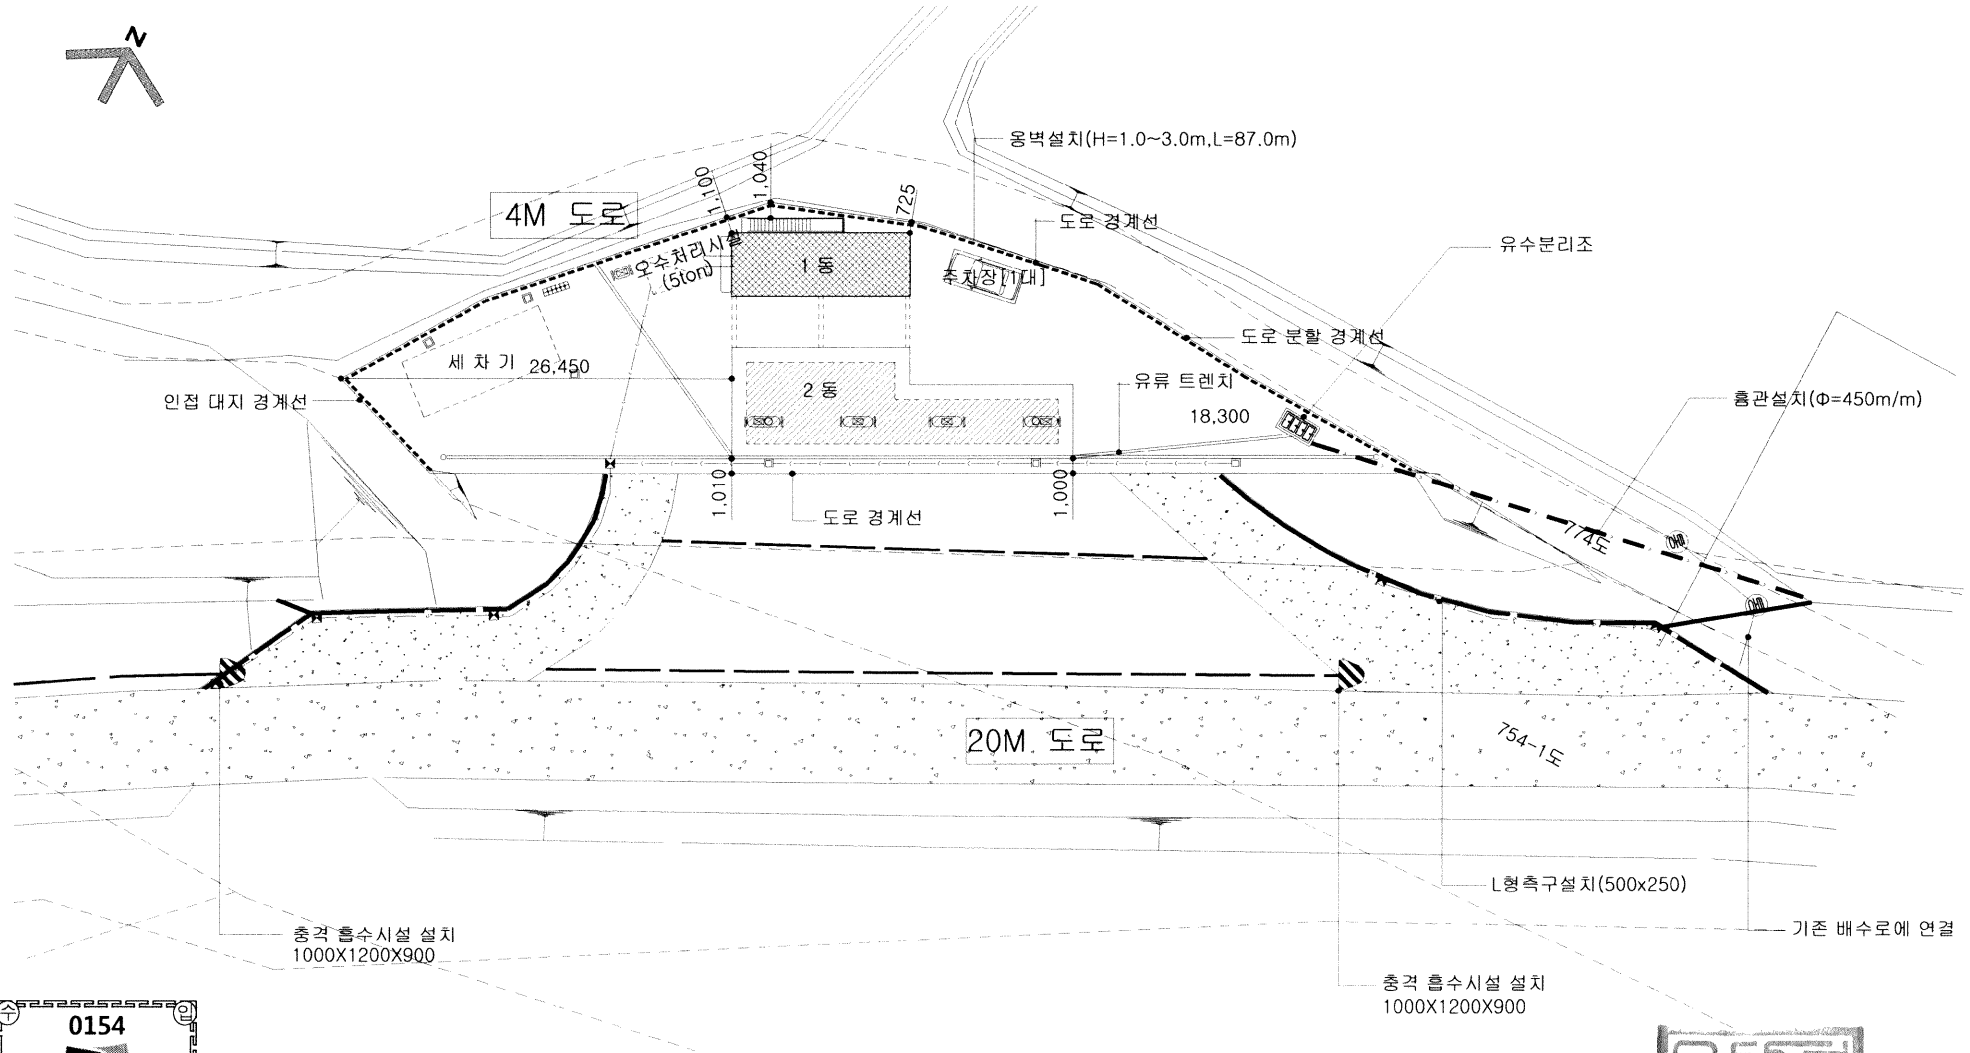 N
옹벽설치(H=1.0~3.0m,L=87.0m)
1,100
1,040
725
4M 도로
도로 경계선
유수분리조
오수처리시설
(5ton)
1 동
주차장[1대]
도로 분할 경계선
세 차 기
26,450
2 동
유류 트렌치
18,300
인접 대지 경계선
흄관설치(Φ=450m/m)
1,010
1,000
도로 경계선
774도
20M 도로
754-1도
L형측구설치(500x250)
충격 흡수시설 설치
1000X1200X900
기존 배수로에 연결
충격 흡수시설 설치
1000X1200X900
수
입
0154